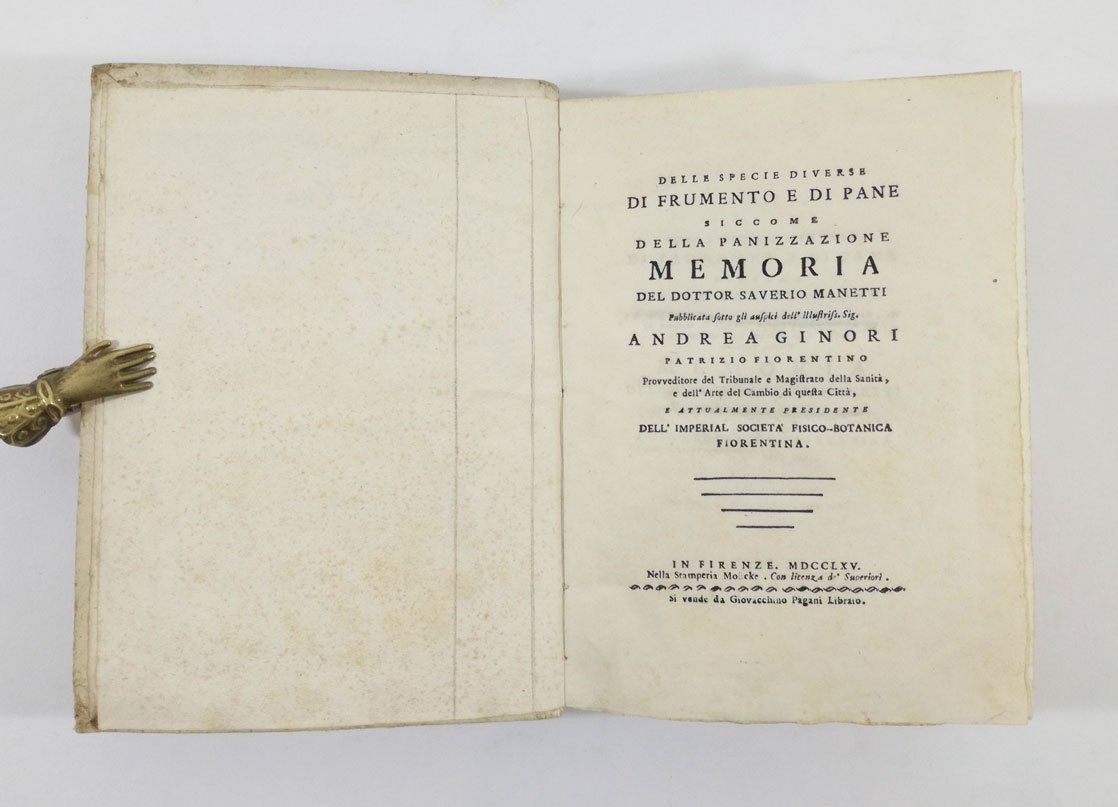 DELLE SPECIE DIVERSE
DI FRUMENTO E DI PANE
SICCOME
DELLA PANIZZAZIONE
MEMORIA
DEL DOTTOR SAVERIO MANETTI
Pubblicata ſotto gli auſpici dell' Illuſtriſs. Sig.
ANDREA GINORI
PATRIZIO FIORENTINO
Provveditore del Tribunale e Magiſtrato della Sanità,
e dell' Arte del Cambio di queſta Città,
E ATTUALMENTE PRESIDENTE
DELL' IMPERIAL SOCIETA' FISICO-BOTANICA
FIORENTINA.
IN FIRENZE. MDCCLXV.
Nella Stamperia Moücke. Con licenza de' Superiori.
Si vende da Giovacchino Pagani Libraio.